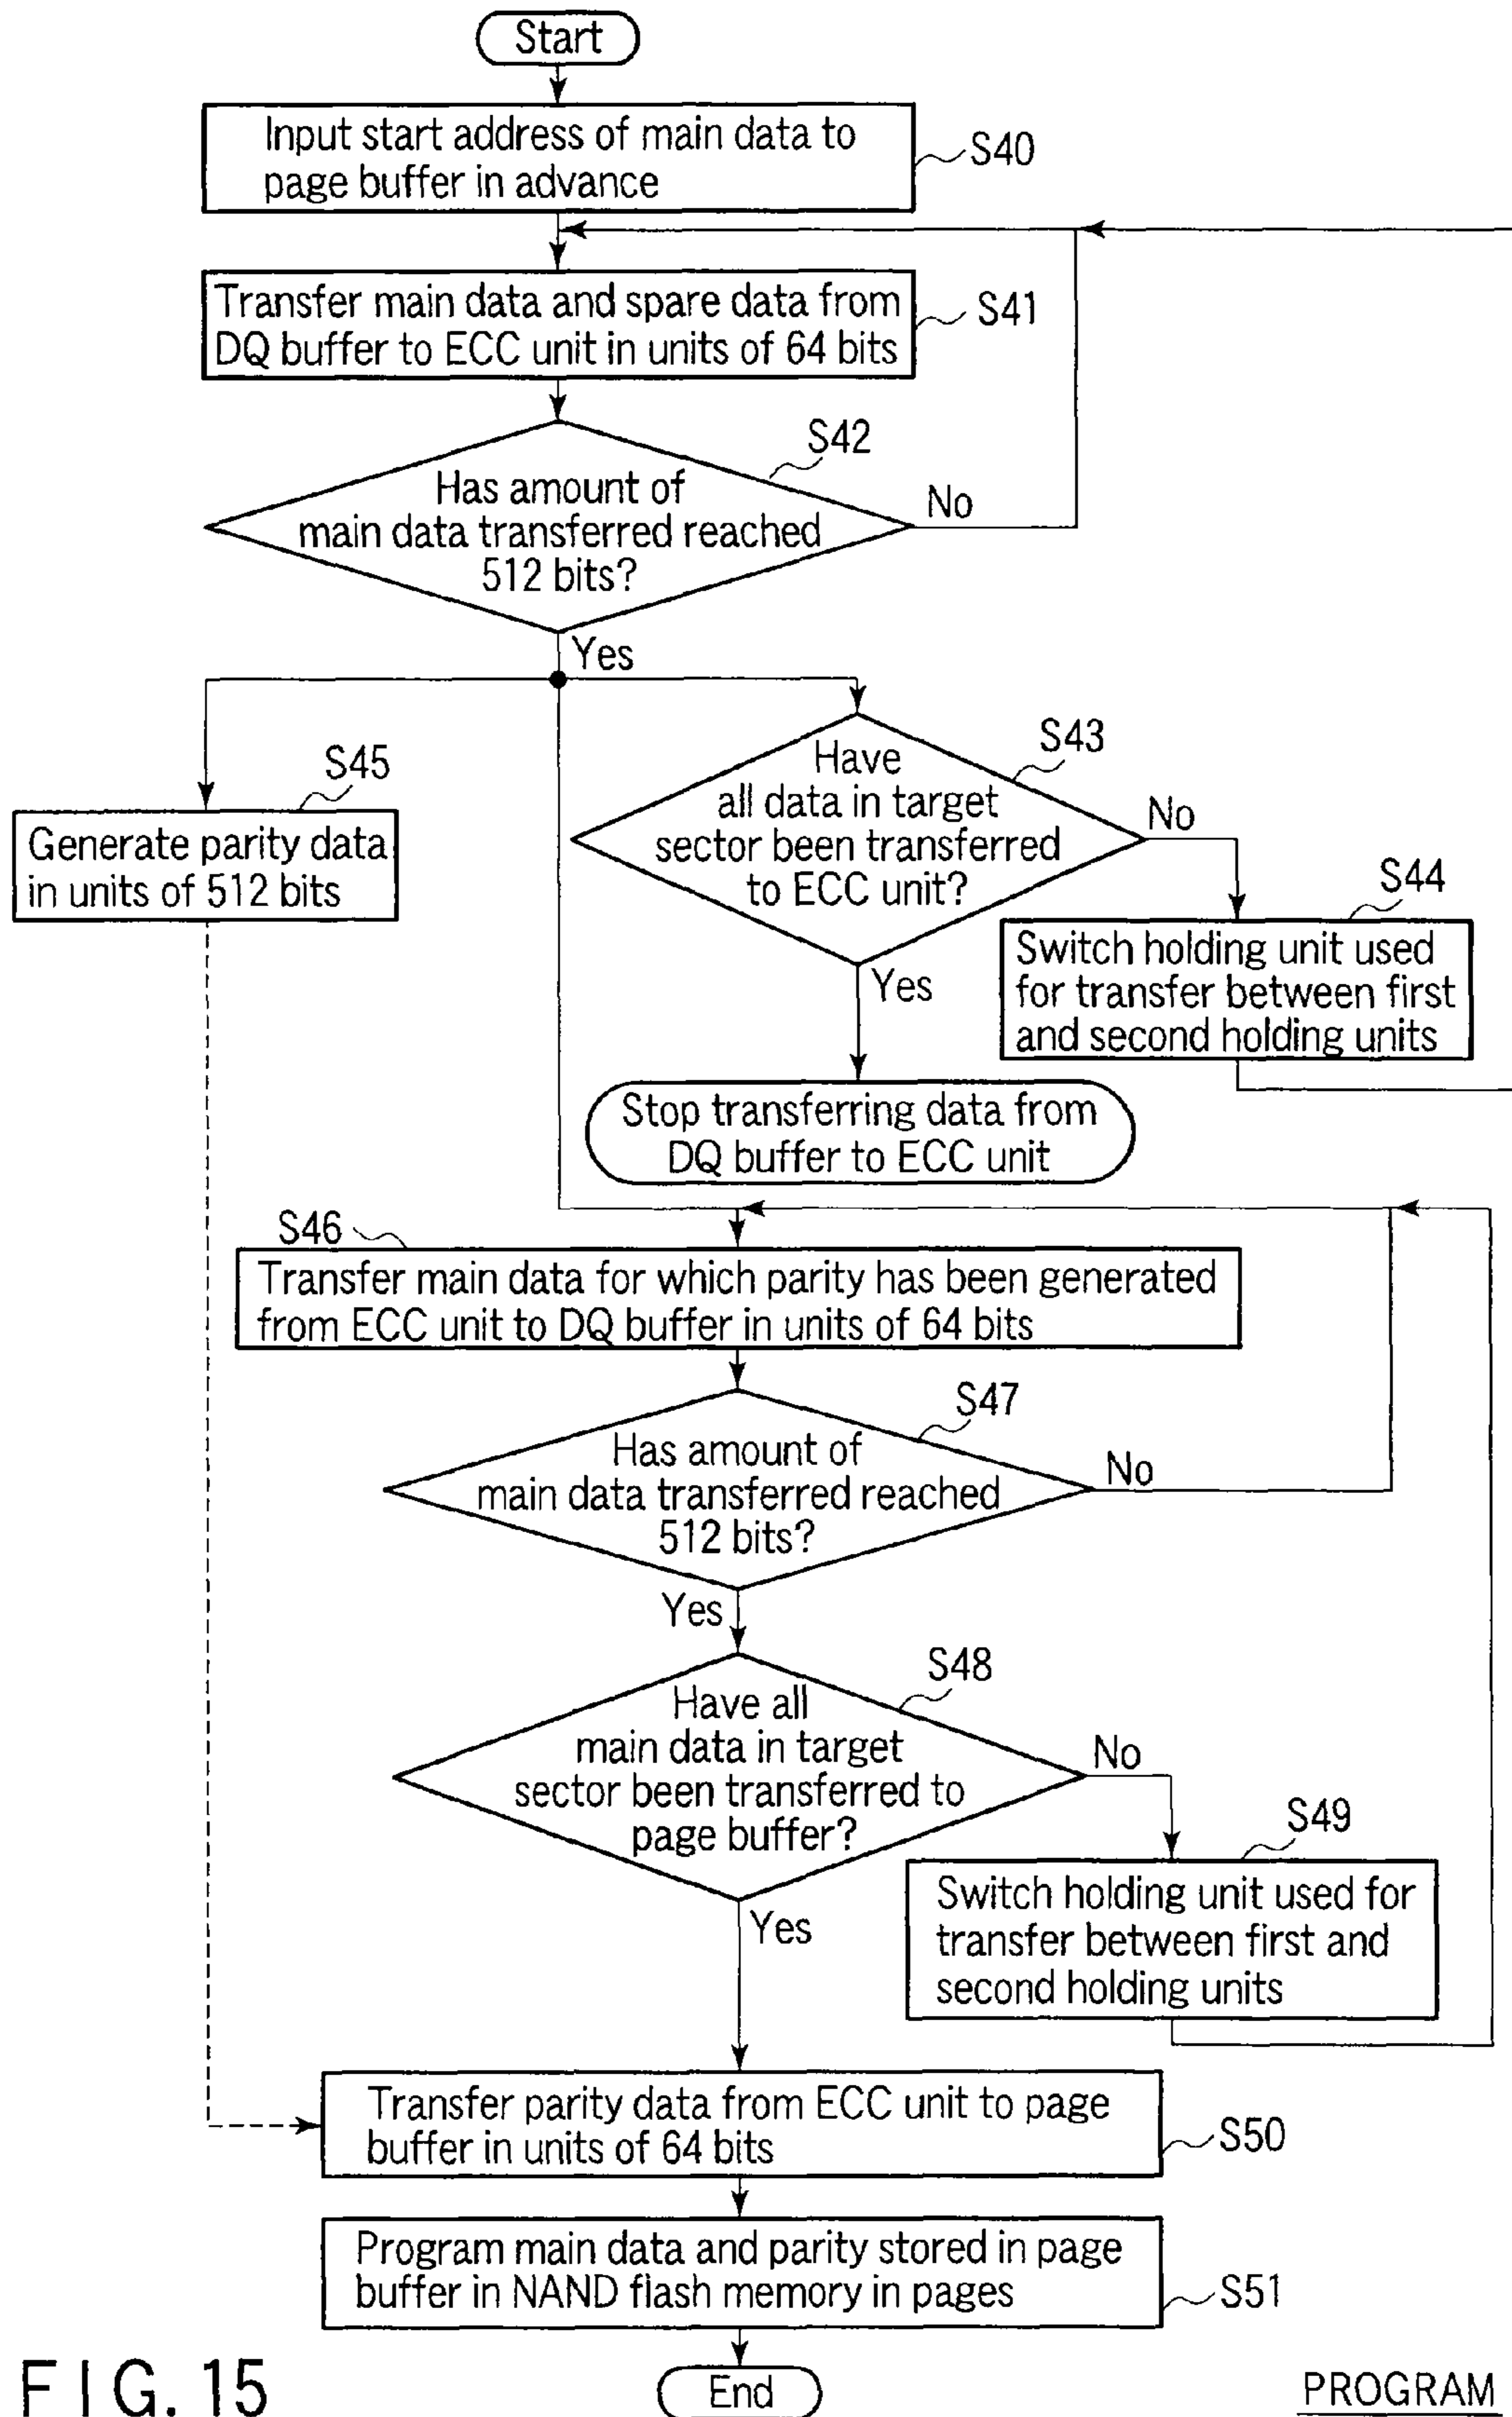 Start
Input start address of main data to
page buffer in advance
S40
Transfer main data and spare data from
DQ buffer to ECC unit in units of 64 bits
S41
S42
Has amount of
main data transferred reached
512 bits?
No
Yes
S43
Have
all data in target
sector been transferred
to ECC unit?
No
Yes
S45
Generate parity data
in units of 512 bits
S44
Switch holding unit used
for transfer between first
and second holding units
Stop transferring data from
DQ buffer to ECC unit
S46
Transfer main data for which parity has been generated
from ECC unit to DQ buffer in units of 64 bits
S47
Has amount of
main data transferred reached
512 bits?
No
Yes
S48
Have all
main data in target
sector been transferred to
page buffer?
No
Yes
S49
Switch holding unit used for
transfer between first and
second holding units
Transfer parity data from ECC unit to page
buffer in units of 64 bits
S50
Program main data and parity stored in page
buffer in NAND flash memory in pages
S51
End
FIG. 15
PROGRAM